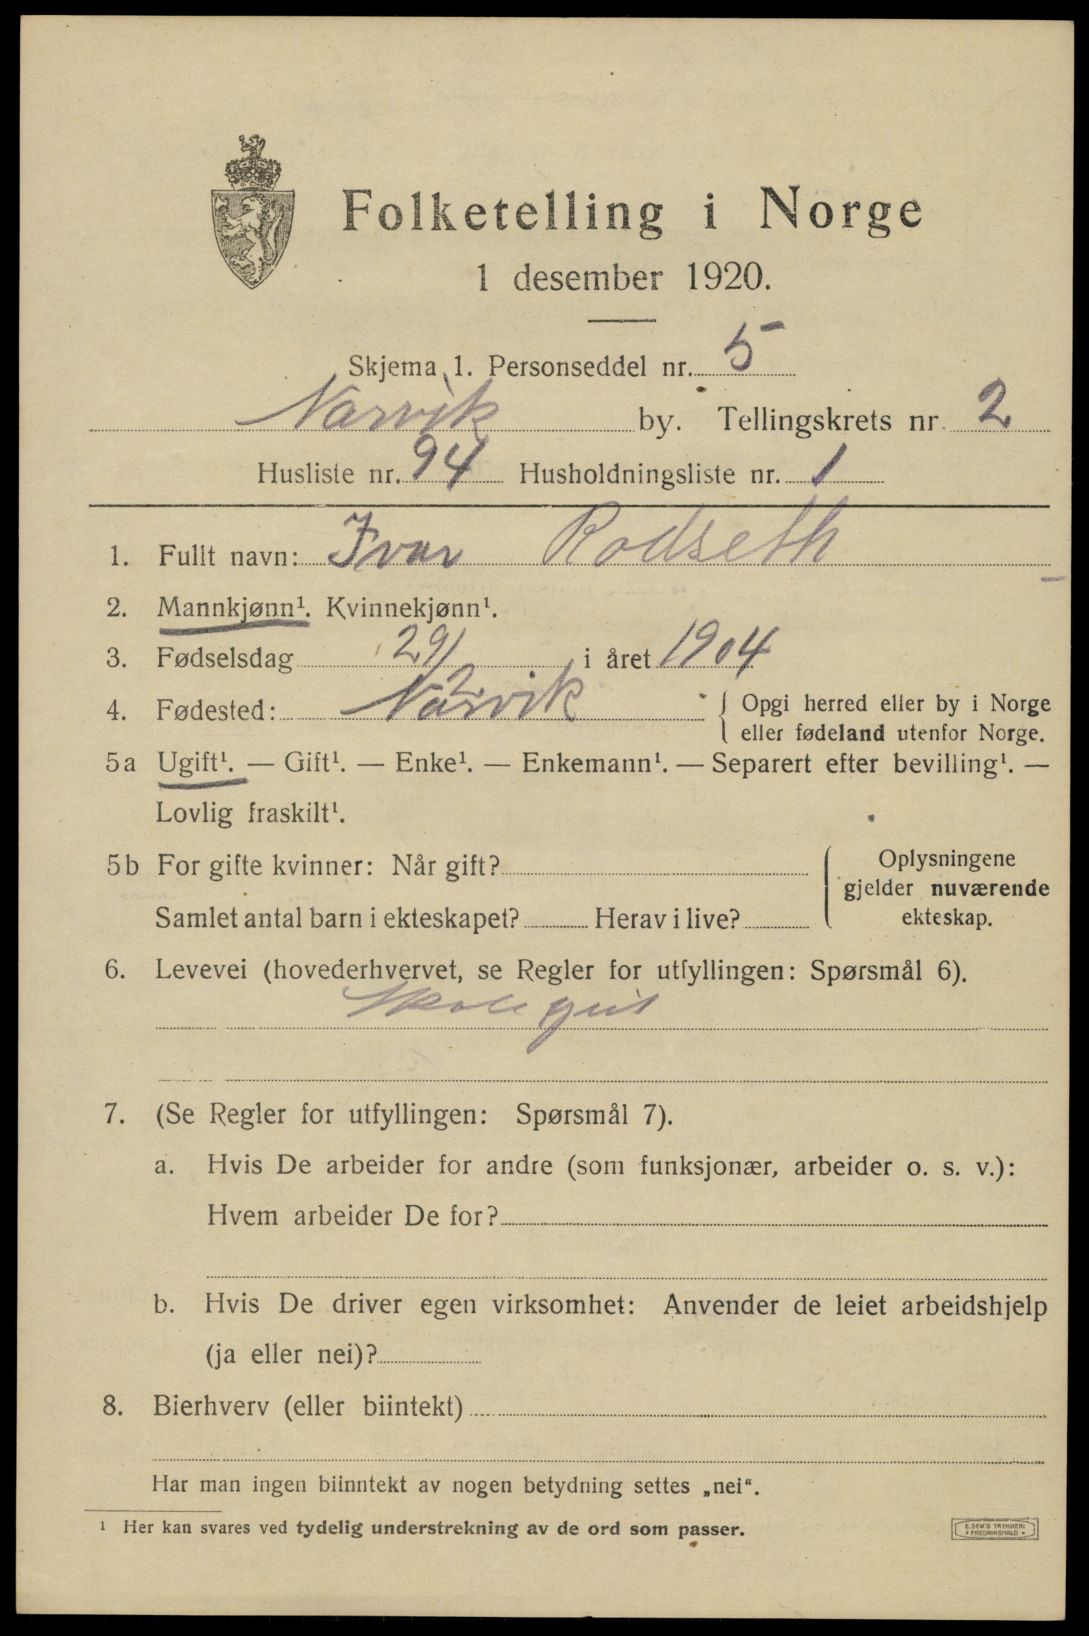 Folketelling i Norge
1 desember 1920.
Skjema 1. Personseddel nr. 5
Narvik by. Tellingskrets nr. 2
Husliste nr. 94 Husholdningsliste nr. 1
1. Fullt navn: Ivar Rodseth
2. Mannkjønn¹. Kvinnekjønn¹.
3. Fødselsdag 29/2 i året 1904
4. Fødested: Narvik { Opgi herred eller by i Norge
eller fødeland utenfor Norge.
5a Ugift¹. — Gift¹. — Enke¹. — Enkemann¹. — Separert efter bevilling¹. —
Lovlig fraskilt¹.
5b For gifte kvinner: Når gift? { Oplysningene
gjelder nuværende
Samlet antal barn i ekteskapet? Herav i live? ekteskap.
6. Levevei (hovederhvervet, se Regler for utfyllingen: Spørsmål 6).
Skolegut
7. (Se Regler for utfyllingen: Spørsmål 7).
a. Hvis De arbeider for andre (som funksjonær, arbeider o. s. v.):
Hvem arbeider De for?
b. Hvis De driver egen virksomhet: Anvender de leiet arbeidshjelp
(ja eller nei)?
8. Bierhverv (eller biintekt)
Har man ingen biinntekt av nogen betydning settes „nei“.
¹ Her kan svares ved tydelig understrekning av de ord som passer.
E. SEM'S TRYKKERI
• FREDRIKSHALD •